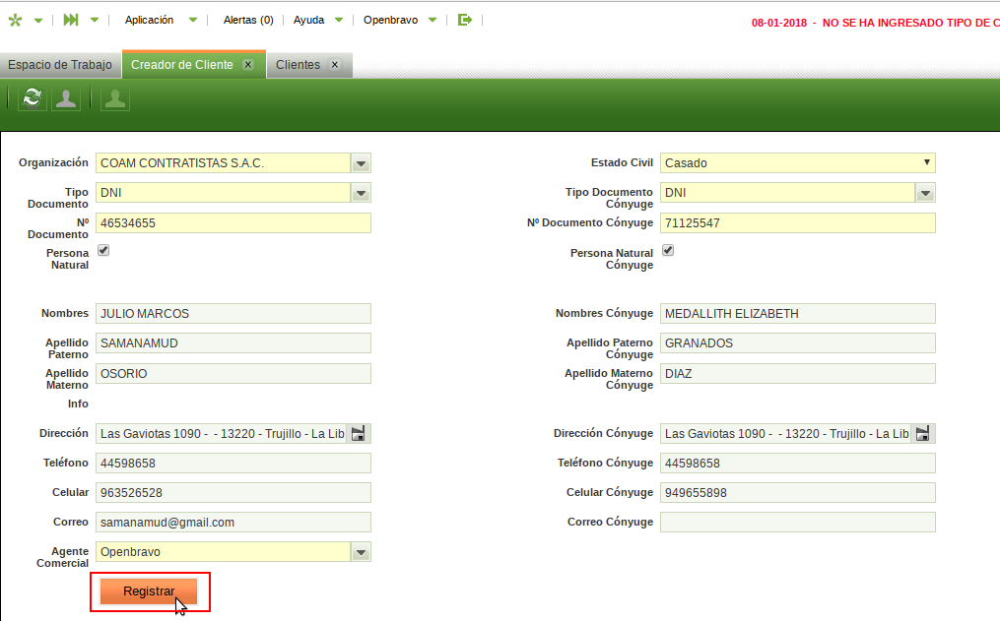 Aplicación Alertas (0) Ayuda Openbravo
08-01-2018 - NO SE HA INGRESADO TIPO DE C
Espacio de Trabajo Creador de Cliente x Clientes x
Organización COAM CONTRATISTAS S.A.C. Estado Civil Casado
Tipo Documento DNI Tipo Documento Cónyuge DNI
Nº Documento 46534655 Nº Documento Cónyuge 71125547
Persona Natural Persona Natural Cónyuge
Nombres JULIO MARCOS Nombres Cónyuge MEDALLITH ELIZABETH
Apellido Paterno SAMANAMUD Apellido Paterno Cónyuge GRANADOS
Apellido Materno OSORIO Apellido Materno Cónyuge DIAZ
Info
Dirección Las Gaviotas 1090 - - 13220 - Trujillo - La Lib Dirección Cónyuge Las Gaviotas 1090 - - 13220 - Trujillo - La Lib
Teléfono 44598658 Teléfono Cónyuge 44598658
Celular 963526528 Celular Cónyuge 949655898
Correo samanamud@gmail.com Correo Cónyuge
Agente Comercial Openbravo
Registrar